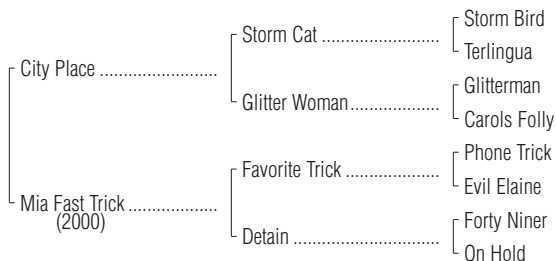 Storm Bird
Storm Cat ........................
Terlingua
City Place .........................
Glitterman
Glitter Woman...................
Carols Folly
Phone Trick
Favorite Trick ....................
Evil Elaine
Mia Fast Trick ...................
(2000)
Forty Niner
Detain ...............................
On Hold